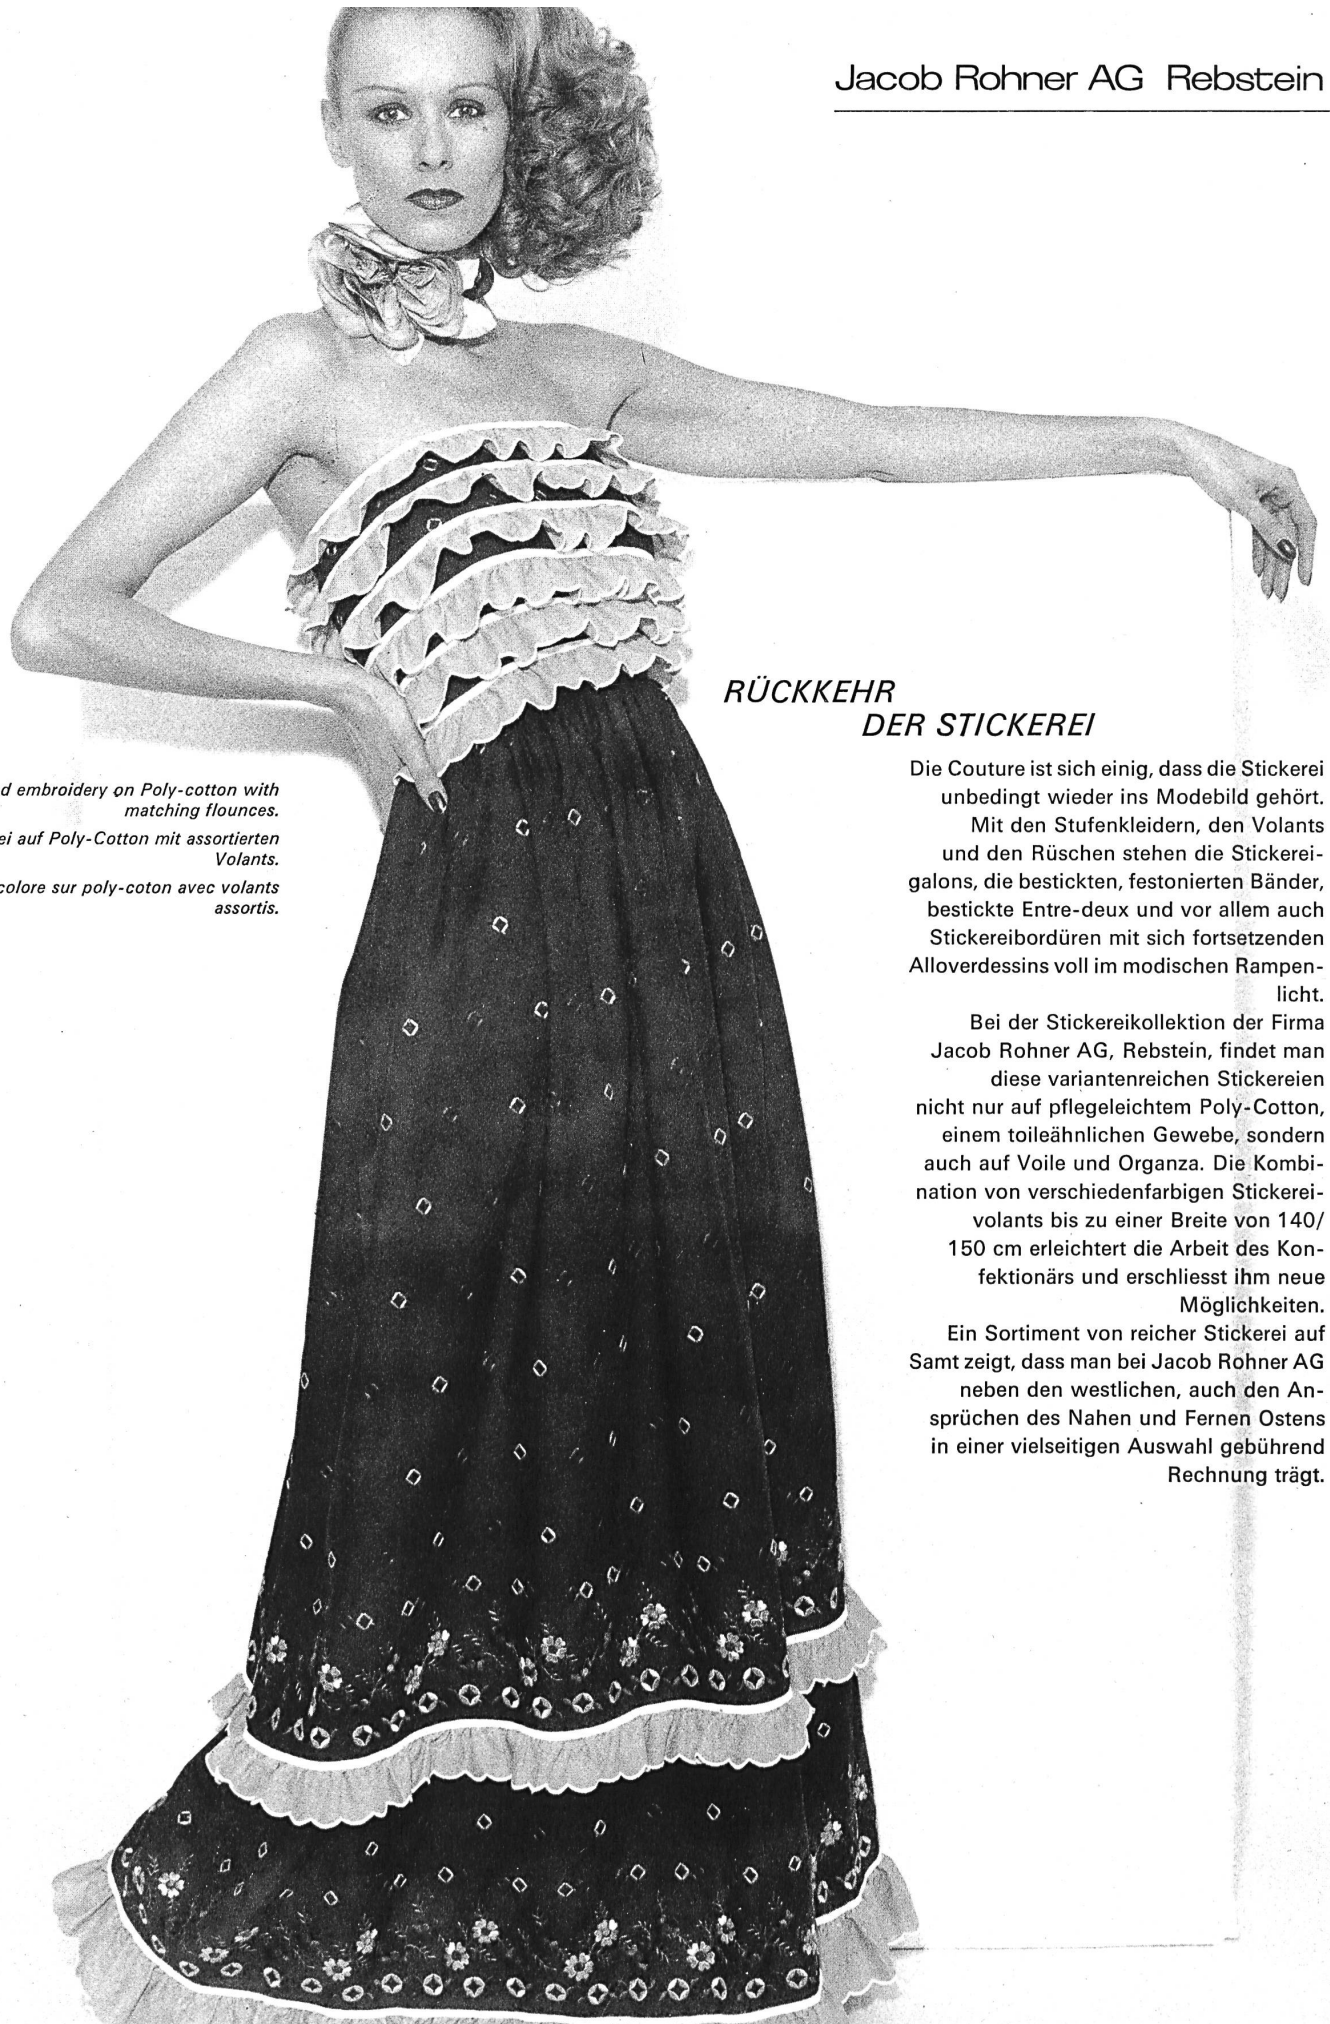 Jacob Rohner AG Rebstein
embroidery on Poly-cotton with
matching flounces.
auf Poly-Cotton mit assortierten
Volants.
sur poly-coton avec volants
assortis.
RÜCKKEHR
DER STICKEREI
Die Couture ist sich einig, dass die Stickerei
unbedingt wieder ins Modebild gehört.
Mit den Stufenkleidern, den Volants
und den Rüschen stehen die Stickerei-
galons, die bestickten, festonierten Bänder,
bestickte Entre-deux und vor allem auch
Stickereibordüren mit sich fortsetzenden
Alloverdessins voll im modischen Rampen-
licht.
Bei der Stickereikollektion der Firma
Jacob Rohner AG, Rebstein, findet man
diese variantenreichen Stickereien
nicht nur auf pflegeleichtem Poly-Cotton,
einem toileähnlichen Gewebe, sondern
auch auf Voile und Organza. Die Kombi-
nation von verschiedenfarbigen Stickerei-
volants bis zu einer Breite von 140/
150 cm erleichtert die Arbeit des Kon-
fektionärs und erschliesst ihm neue
Möglichkeiten.
Ein Sortiment von reicher Stickerei auf
Samt zeigt, dass man bei Jacob Rohner AG
neben den westlichen, auch den An-
sprüchen des Nahen und Fernen Ostens
in einer vielseitigen Auswahl gebührend
Rechnung trägt.